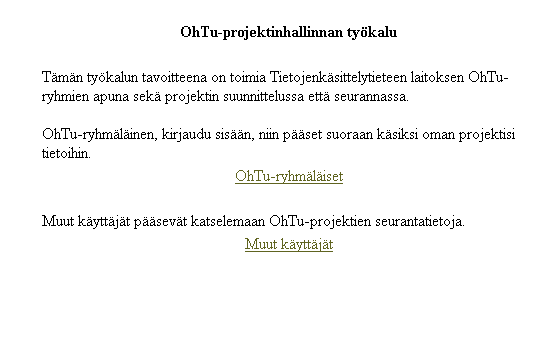 OhTu-projektinhallinnan työkalu
Tämän työkalun tavoitteena on toimia Tietojenkäsittelytieteen laitoksen OhTu-
ryhmien apuna sekä projektin suunnittelussa että seurannassa.
OhTu-ryhmäläinen, kirjaudu sisään, niin pääset suoraan käsiksi oman projektisi
tietoihin.
OhTu-ryhmäläiset
Muut käyttäjät pääsevät katselemaan OhTu-projektien seurantatietoja.
Muut käyttäjät